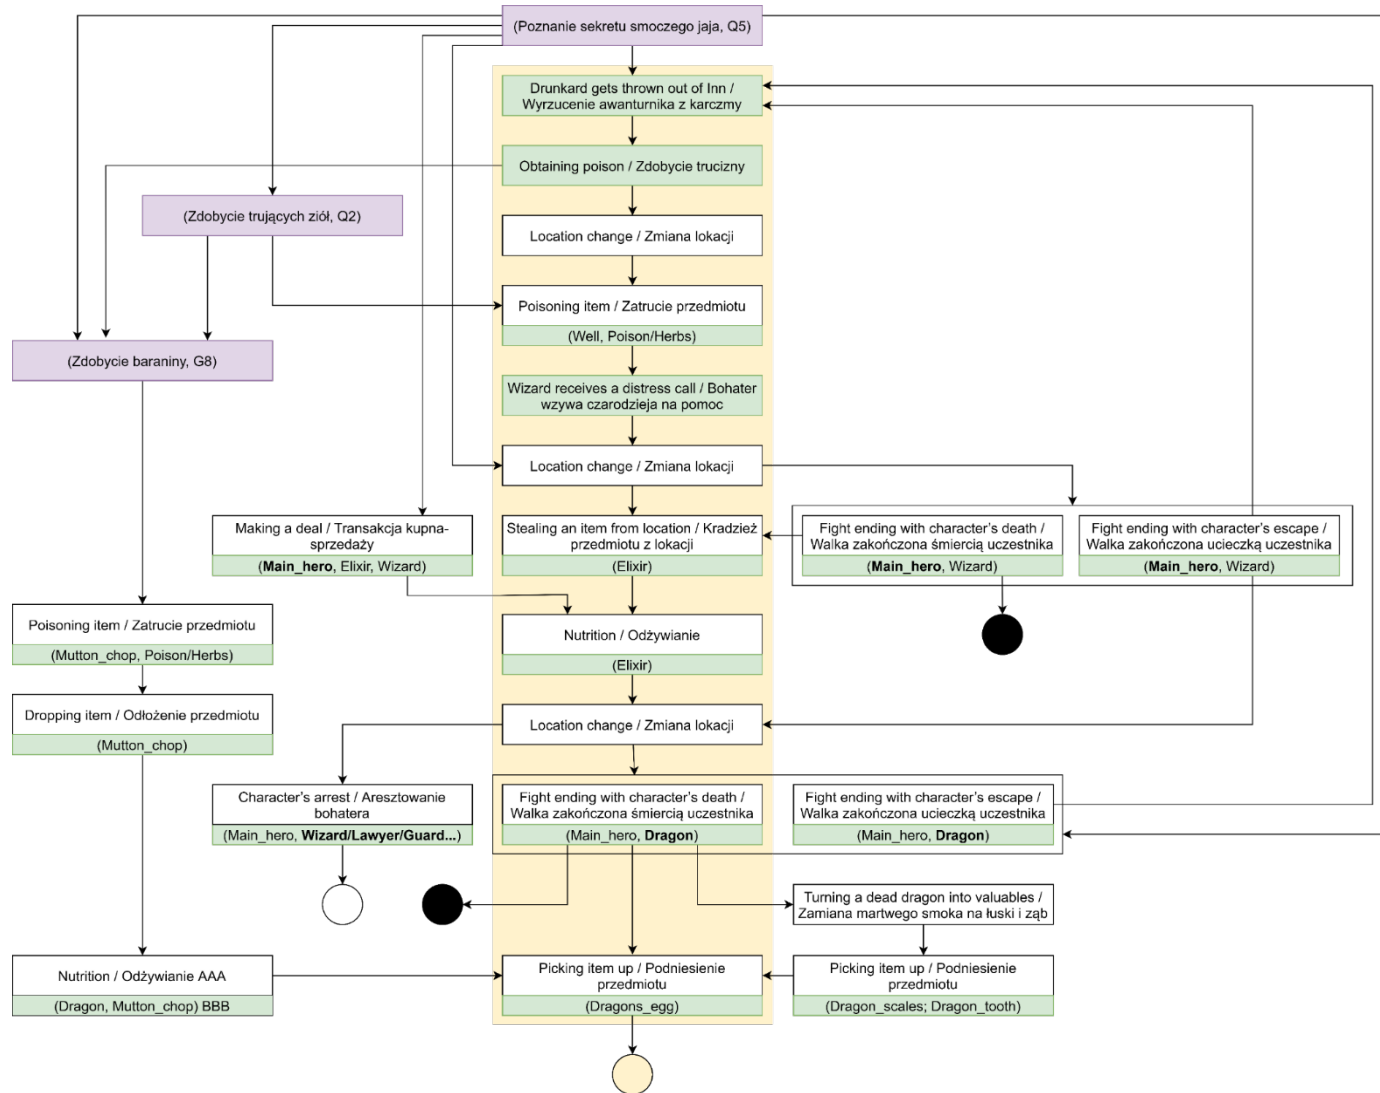 (Poznanie sekretu smoczego jaja, Q5)
Drunkard gets thrown out of Inn /
Wyrzucenie awanturnika z karczmy
Obtaining poison / Zdobycie trucizny
(Zdobycie trujących ziół, Q2)
Location change / Zmiana lokacji
Poisoning item / Zatrucie przedmiotu
(Well, Poison/Herbs)
(Zdobycie baraniny, G8)
Wizard receives a distress call / Bohater
wzywa czarodzieja na pomoc
Location change / Zmiana lokacji
Making a deal / Transakcja kupna-
sprzedaży
(Main_hero, Elixir, Wizard)
Stealing an item from location / Kradzież
przedmiotu z lokacji
(Elixir)
Fight ending with character's death /
Walka zakończona śmiercią uczestnika
(Main_hero, Wizard)
Fight ending with character's escape /
Walka zakończona ucieczką uczestnika
(Main_hero, Wizard)
Poisoning item / Zatrucie przedmiotu
(Mutton_chop, Poison/Herbs)
Nutrition / Odżywianie
(Elixir)
Dropping item / Odłożenie przedmiotu
(Mutton_chop)
Location change / Zmiana lokacji
Character's arrest / Aresztowanie
bohatera
(Main_hero, Wizard/Lawyer/Guard...)
Fight ending with character's death /
Walka zakończona śmiercią uczestnika
(Main_hero, Dragon)
Fight ending with character's escape /
Walka zakończona ucieczką uczestnika
(Main_hero, Dragon)
Turning a dead dragon into valuables /
Zamiana martwego smoka na łuski i ząb
Nutrition / Odżywianie AAA
(Dragon, Mutton_chop) BBB
Picking item up / Podniesienie
przedmiotu
(Dragons_egg)
Picking item up / Podniesienie
przedmiotu
(Dragon_scales; Dragon_tooth)